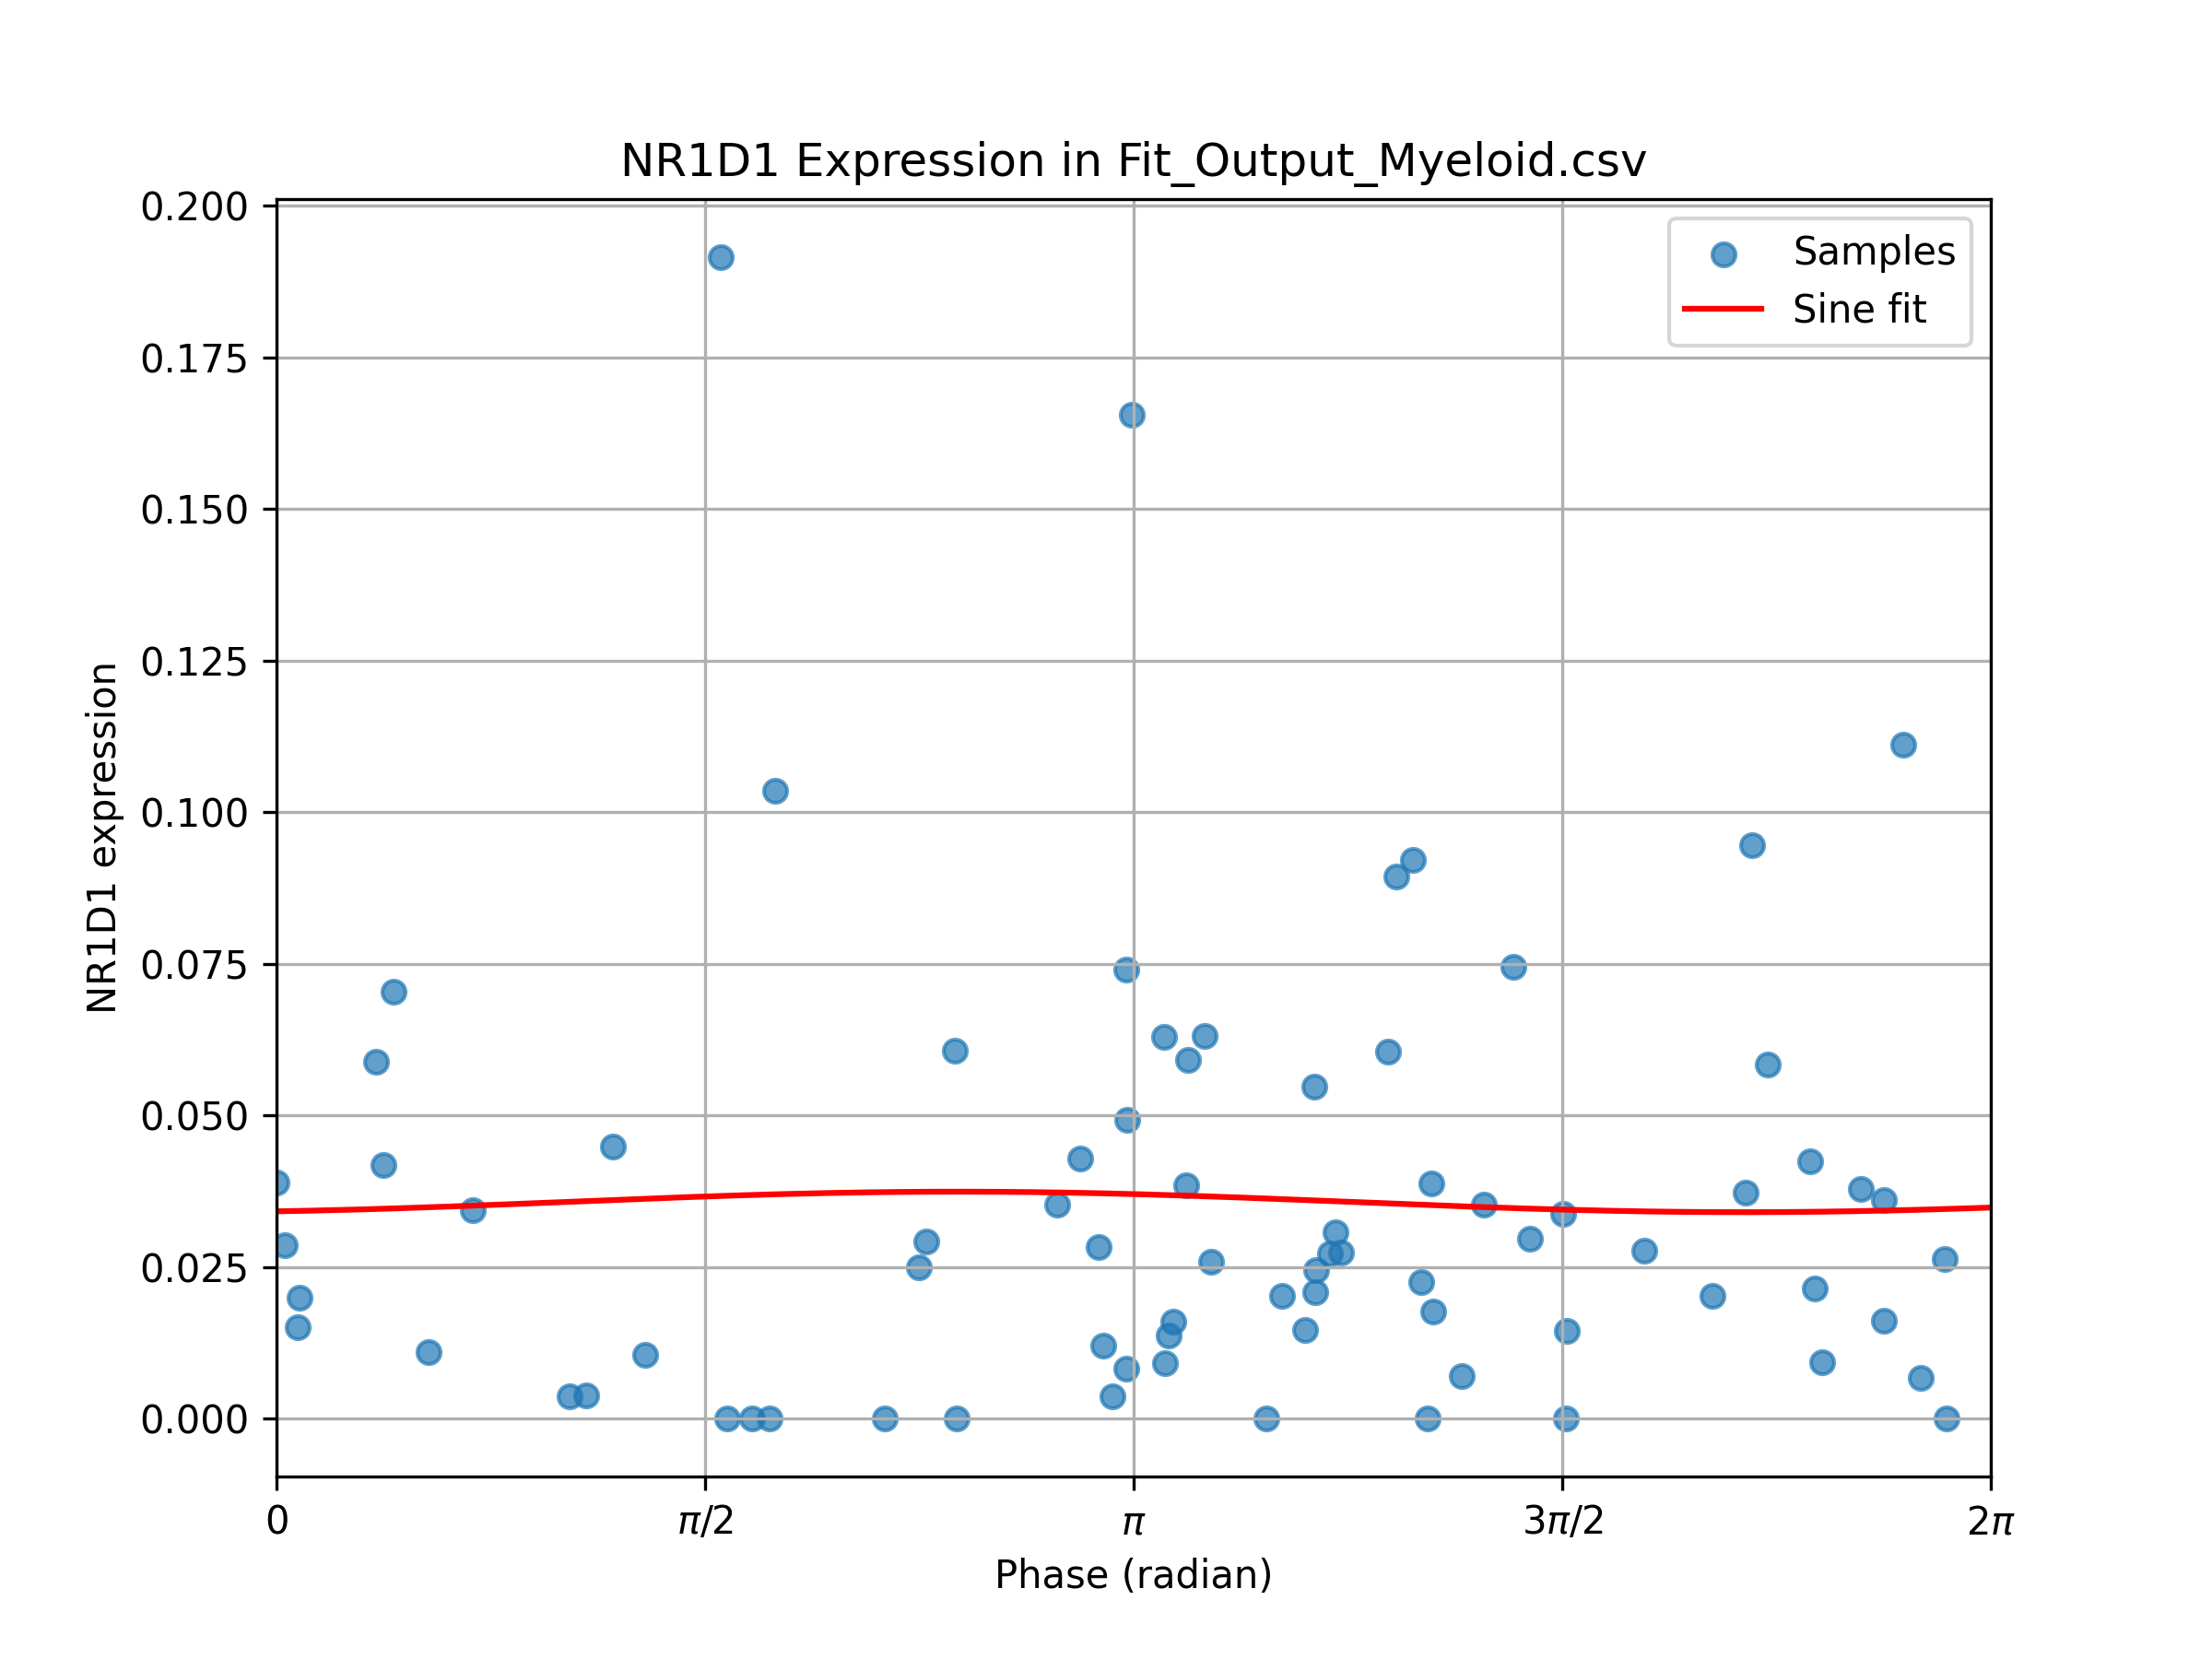 NR1D1 Expression in Fit_Output_Myeloid.csv
0.200
0.175
0.150
0.125
0.100
0.075
0.050
0.025
0.000
NR1D1 expression
Samples
Sine fit
0
π/2
π
3π/2
2π
Phase (radian)